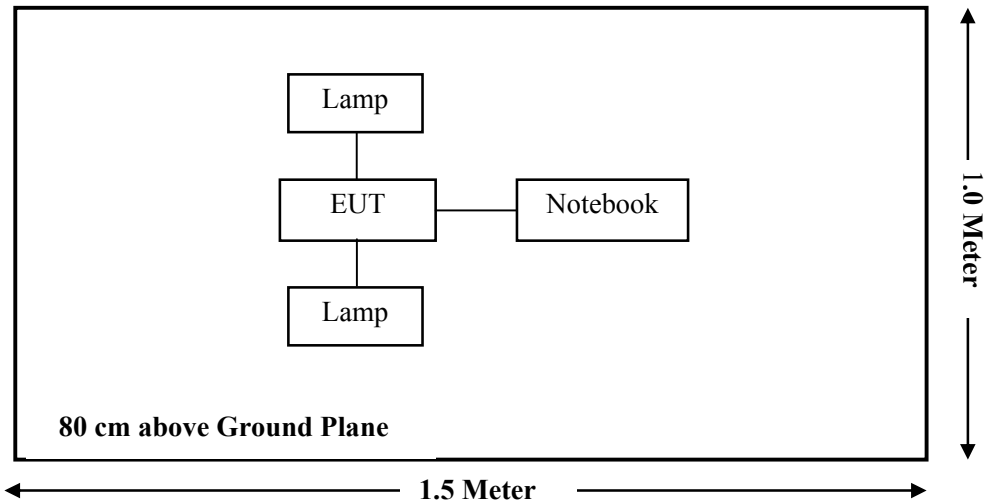 Lamp
EUT
Notebook
Lamp
1.0 Meter
80 cm above Ground Plane
1.5 Meter